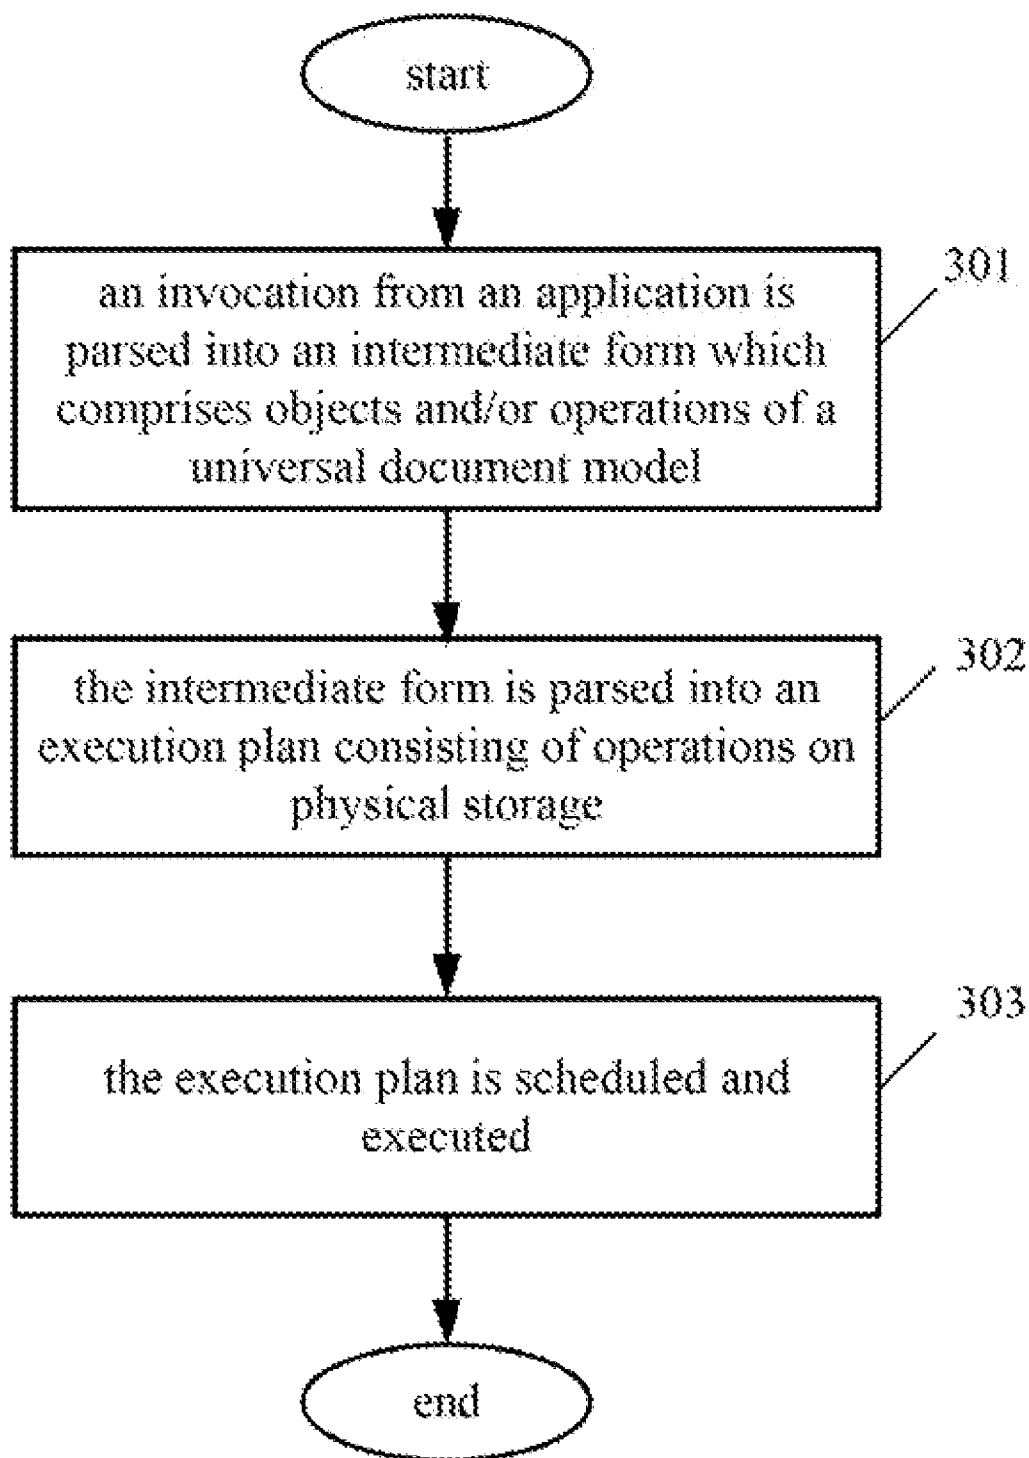 start
301
an invocation from an application is
parsed into an intermediate form which
comprises objects and/or operations of a
universal document model
302
the intermediate form is parsed into an
execution plan consisting of operations on
physical storage
303
the execution plan is scheduled and
executed
end